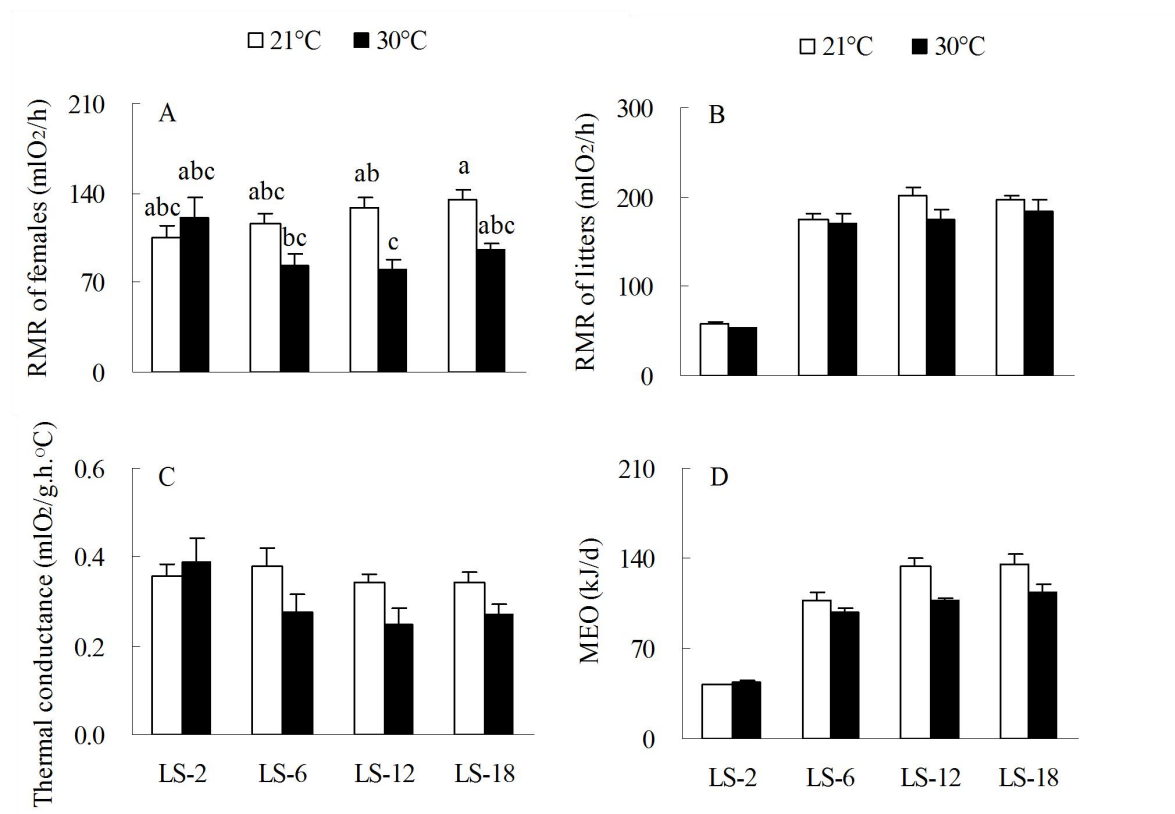 21°C 30°C
RMR of females (mlO2/h)
210
140
70
0
A
abc
abc
abc
bc
ab
c
a
abc
21°C 30°C
RMR of litters (mlO2/h)
300
200
100
0
B
Thermal conductance (mlO2/g.h.°C)
0.6
0.4
0.2
0.0
C
LS-2 LS-6 LS-12 LS-18
MEO (kJ/d)
210
140
70
0
D
LS-2 LS-6 LS-12 LS-18